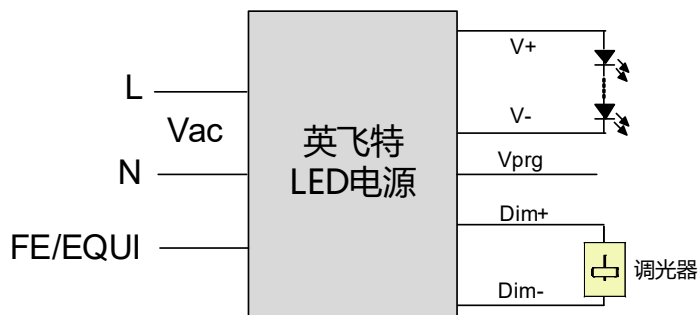 L
Vac
N
FE/EQUI
英飞特
LED电源
V+
V-
Vprg
Dim+
Dim-
调光器